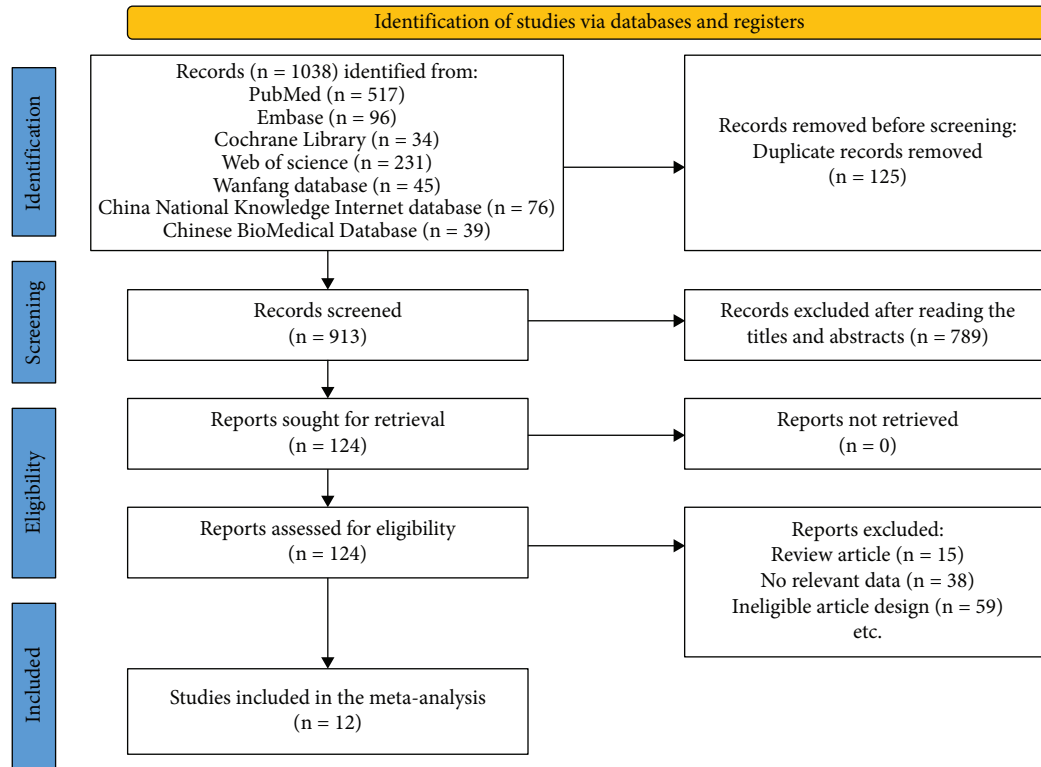 Identification of studies via databases and registers
Identification
Records (n = 1038) identified from:
PubMed (n = 517)
Embase (n = 96)
Cochrane Library (n = 34)
Web of science (n = 231)
Wanfang database (n = 45)
China National Knowledge Internet database (n = 76)
Chinese BioMedical Database (n = 39)
Records removed before screening:
Duplicate records removed
(n = 125)
Screening
Records screened
(n = 913)
Records excluded after reading the
titles and abstracts (n = 789)
Eligibility
Reports sought for retrieval
(n = 124)
Reports not retrieved
(n = 0)
Reports assessed for eligibility
(n = 124)
Reports excluded:
Review article (n = 15)
No relevant data (n = 38)
Ineligible article design (n = 59)
etc.
Included
Studies included in the meta-analysis
(n = 12)